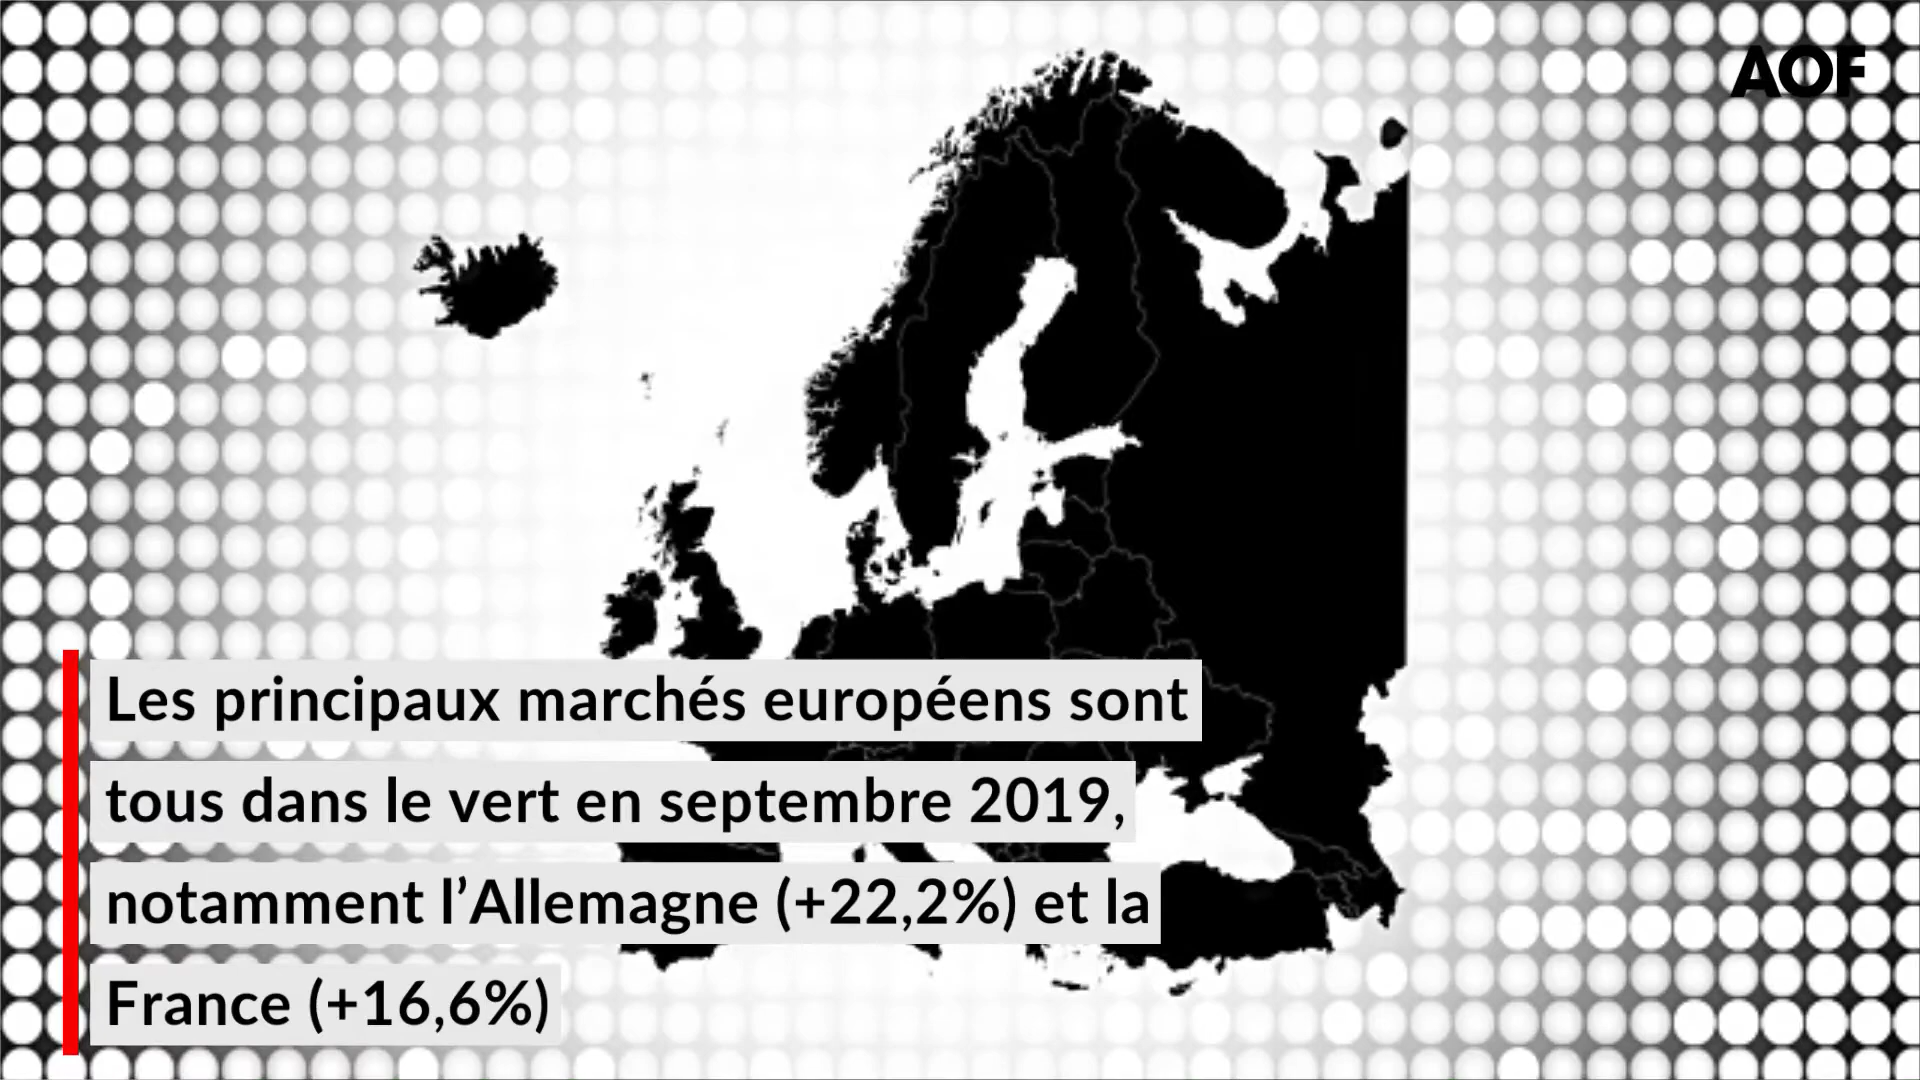 AOF
Les principaux marchés européens sont
tous dans le vert en septembre 2019,
notamment l’Allemagne (+22,2%) et la
France (+16,6%)